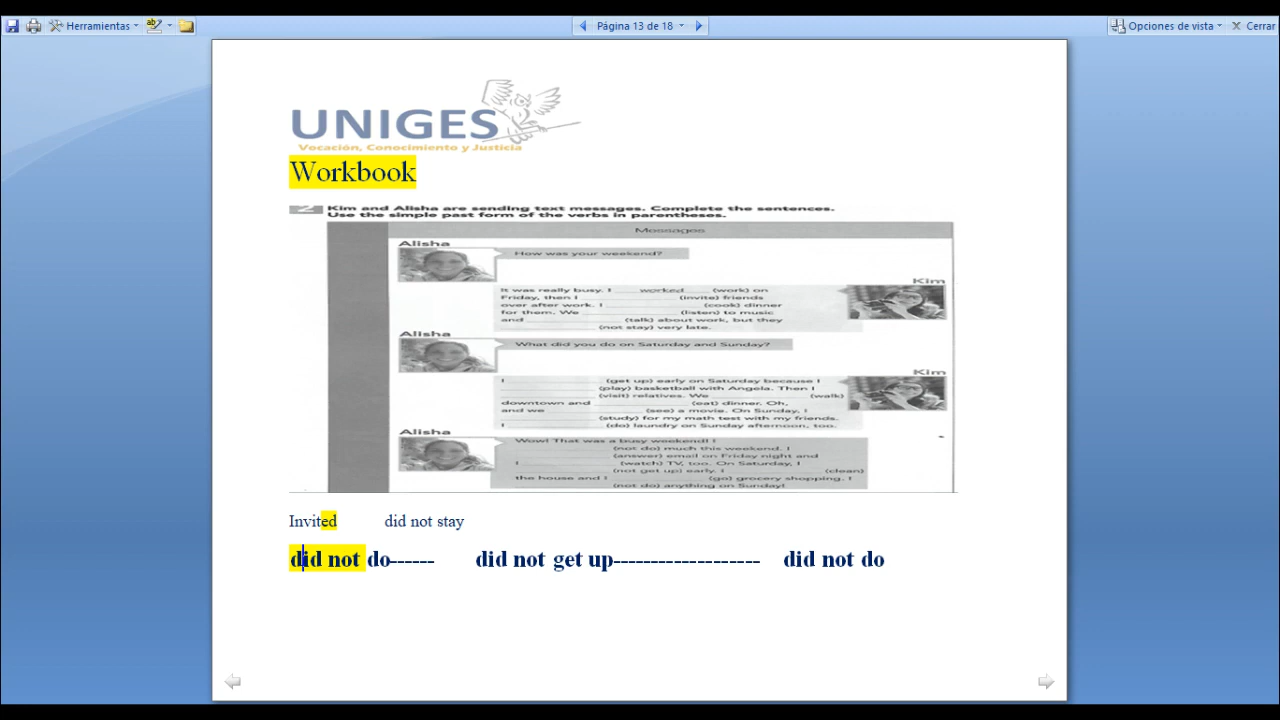 Herramientas
Página 13 de 18
Opciones de vista
Cerrar
UNIGES
Vocación, Conocimiento y Justicia
Workbook
2 Kim and Alisha are sending text messages. Complete the sentences.
Use the simple past form of the verbs in parentheses.
Messages
Alisha
How was your weekend?
Kim
It was really busy. I worked (work) on
Friday, then I (invite) friends
over after work. I (cook) dinner
for them. We (listen) to music
and (talk) about work, but they
(not stay) very late.
Alisha
What did you do on Saturday and Sunday?
Kim
I (get up) early on Saturday because I
(play) basketball with Angela. Then I
(visit) relatives. We (walk)
downtown and (eat) dinner. Oh,
and we (see) a movie. On Sunday, I
(study) for my math test with my friends.
I (do) laundry on Sunday afternoon, too.
Alisha
Wow! That was a busy weekend! I
(not do) much this weekend. I
(answer) email on Friday night and
I (watch) TV, too. On Saturday, I
(not get up) early. I (clean)
the house and I (go) grocery shopping. I
(not do) anything on Sunday!
Invited did not stay
did not do------ did not get up------------------- did not do